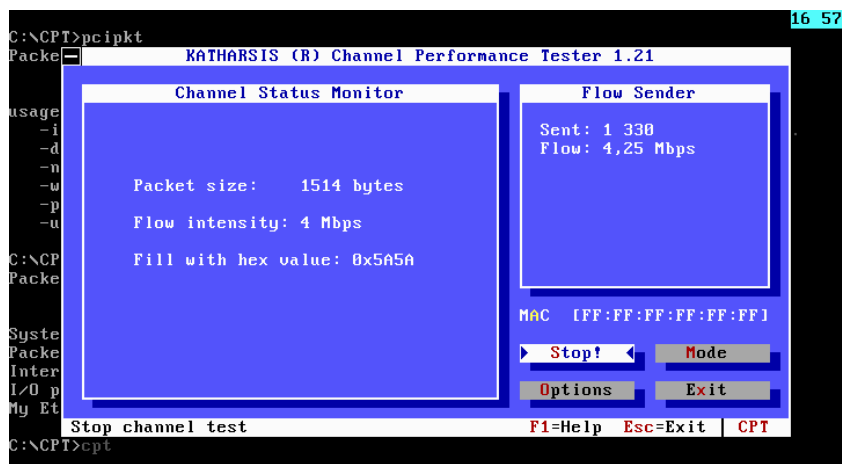 16 57
C:\CPT>pcipkt
Packe
KATHARSIS (R) Channel Performance Tester 1.21
Channel Status Monitor
Flow Sender
usage
-i
Sent: 1 330
.
-d
Flow: 4,25 Mbps
-n
-w
Packet size: 1514 bytes
-p
-u
Flow intensity: 4 Mbps
C:\CP
Fill with hex value: 0x5A5A
Packe
MAC [FF:FF:FF:FF:FF:FF]
Syste
Packe
Stop!
Mode
Inter
I/O p
Options
Exit
My Et
Stop channel test
F1=Help Esc=Exit CPT
C:\CPT>cpt